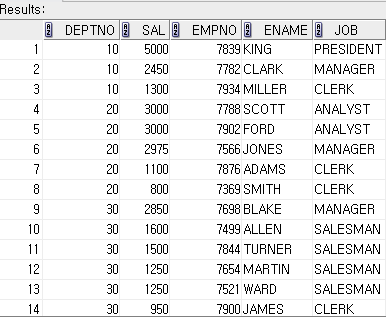 Results:
DEPTNO SAL EMPNO ENAME JOB
1 10 5000 7839 KING PRESIDENT
2 10 2450 7782 CLARK MANAGER
3 10 1300 7934 MILLER CLERK
4 20 3000 7788 SCOTT ANALYST
5 20 3000 7902 FORD ANALYST
6 20 2975 7566 JONES MANAGER
7 20 1100 7876 ADAMS CLERK
8 20 800 7369 SMITH CLERK
9 30 2850 7698 BLAKE MANAGER
10 30 1600 7499 ALLEN SALESMAN
11 30 1500 7844 TURNER SALESMAN
12 30 1250 7654 MARTIN SALESMAN
13 30 1250 7521 WARD SALESMAN
14 30 950 7900 JAMES CLERK